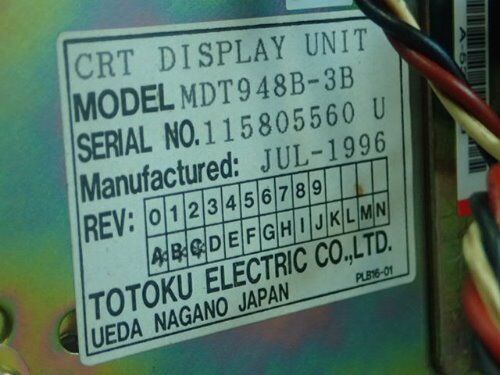 CRT DISPLAY UNIT
MODEL MDT948B-3B
SERIAL NO. 115805560 U
Manufactured: JUL-1996
REV: 0 1 2 3 4 5 6 7 8 9
A B C D E F G H I J K L M N
TOTOKU ELECTRIC CO.,LTD.
UEDA NAGANO JAPAN
PLB16-01